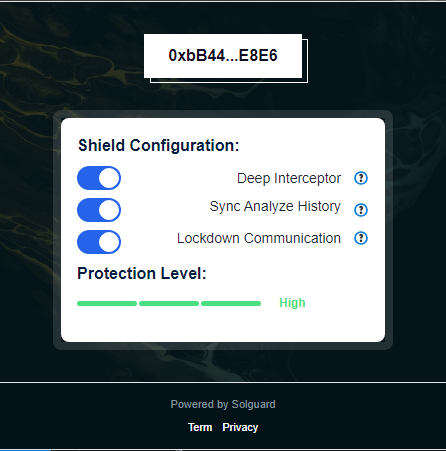 0xbB44...E8E6
Shield Configuration:
Deep Interceptor ?
Sync Analyze History ?
Lockdown Communication ?
Protection Level:
High
Powered by Solguard
Term Privacy